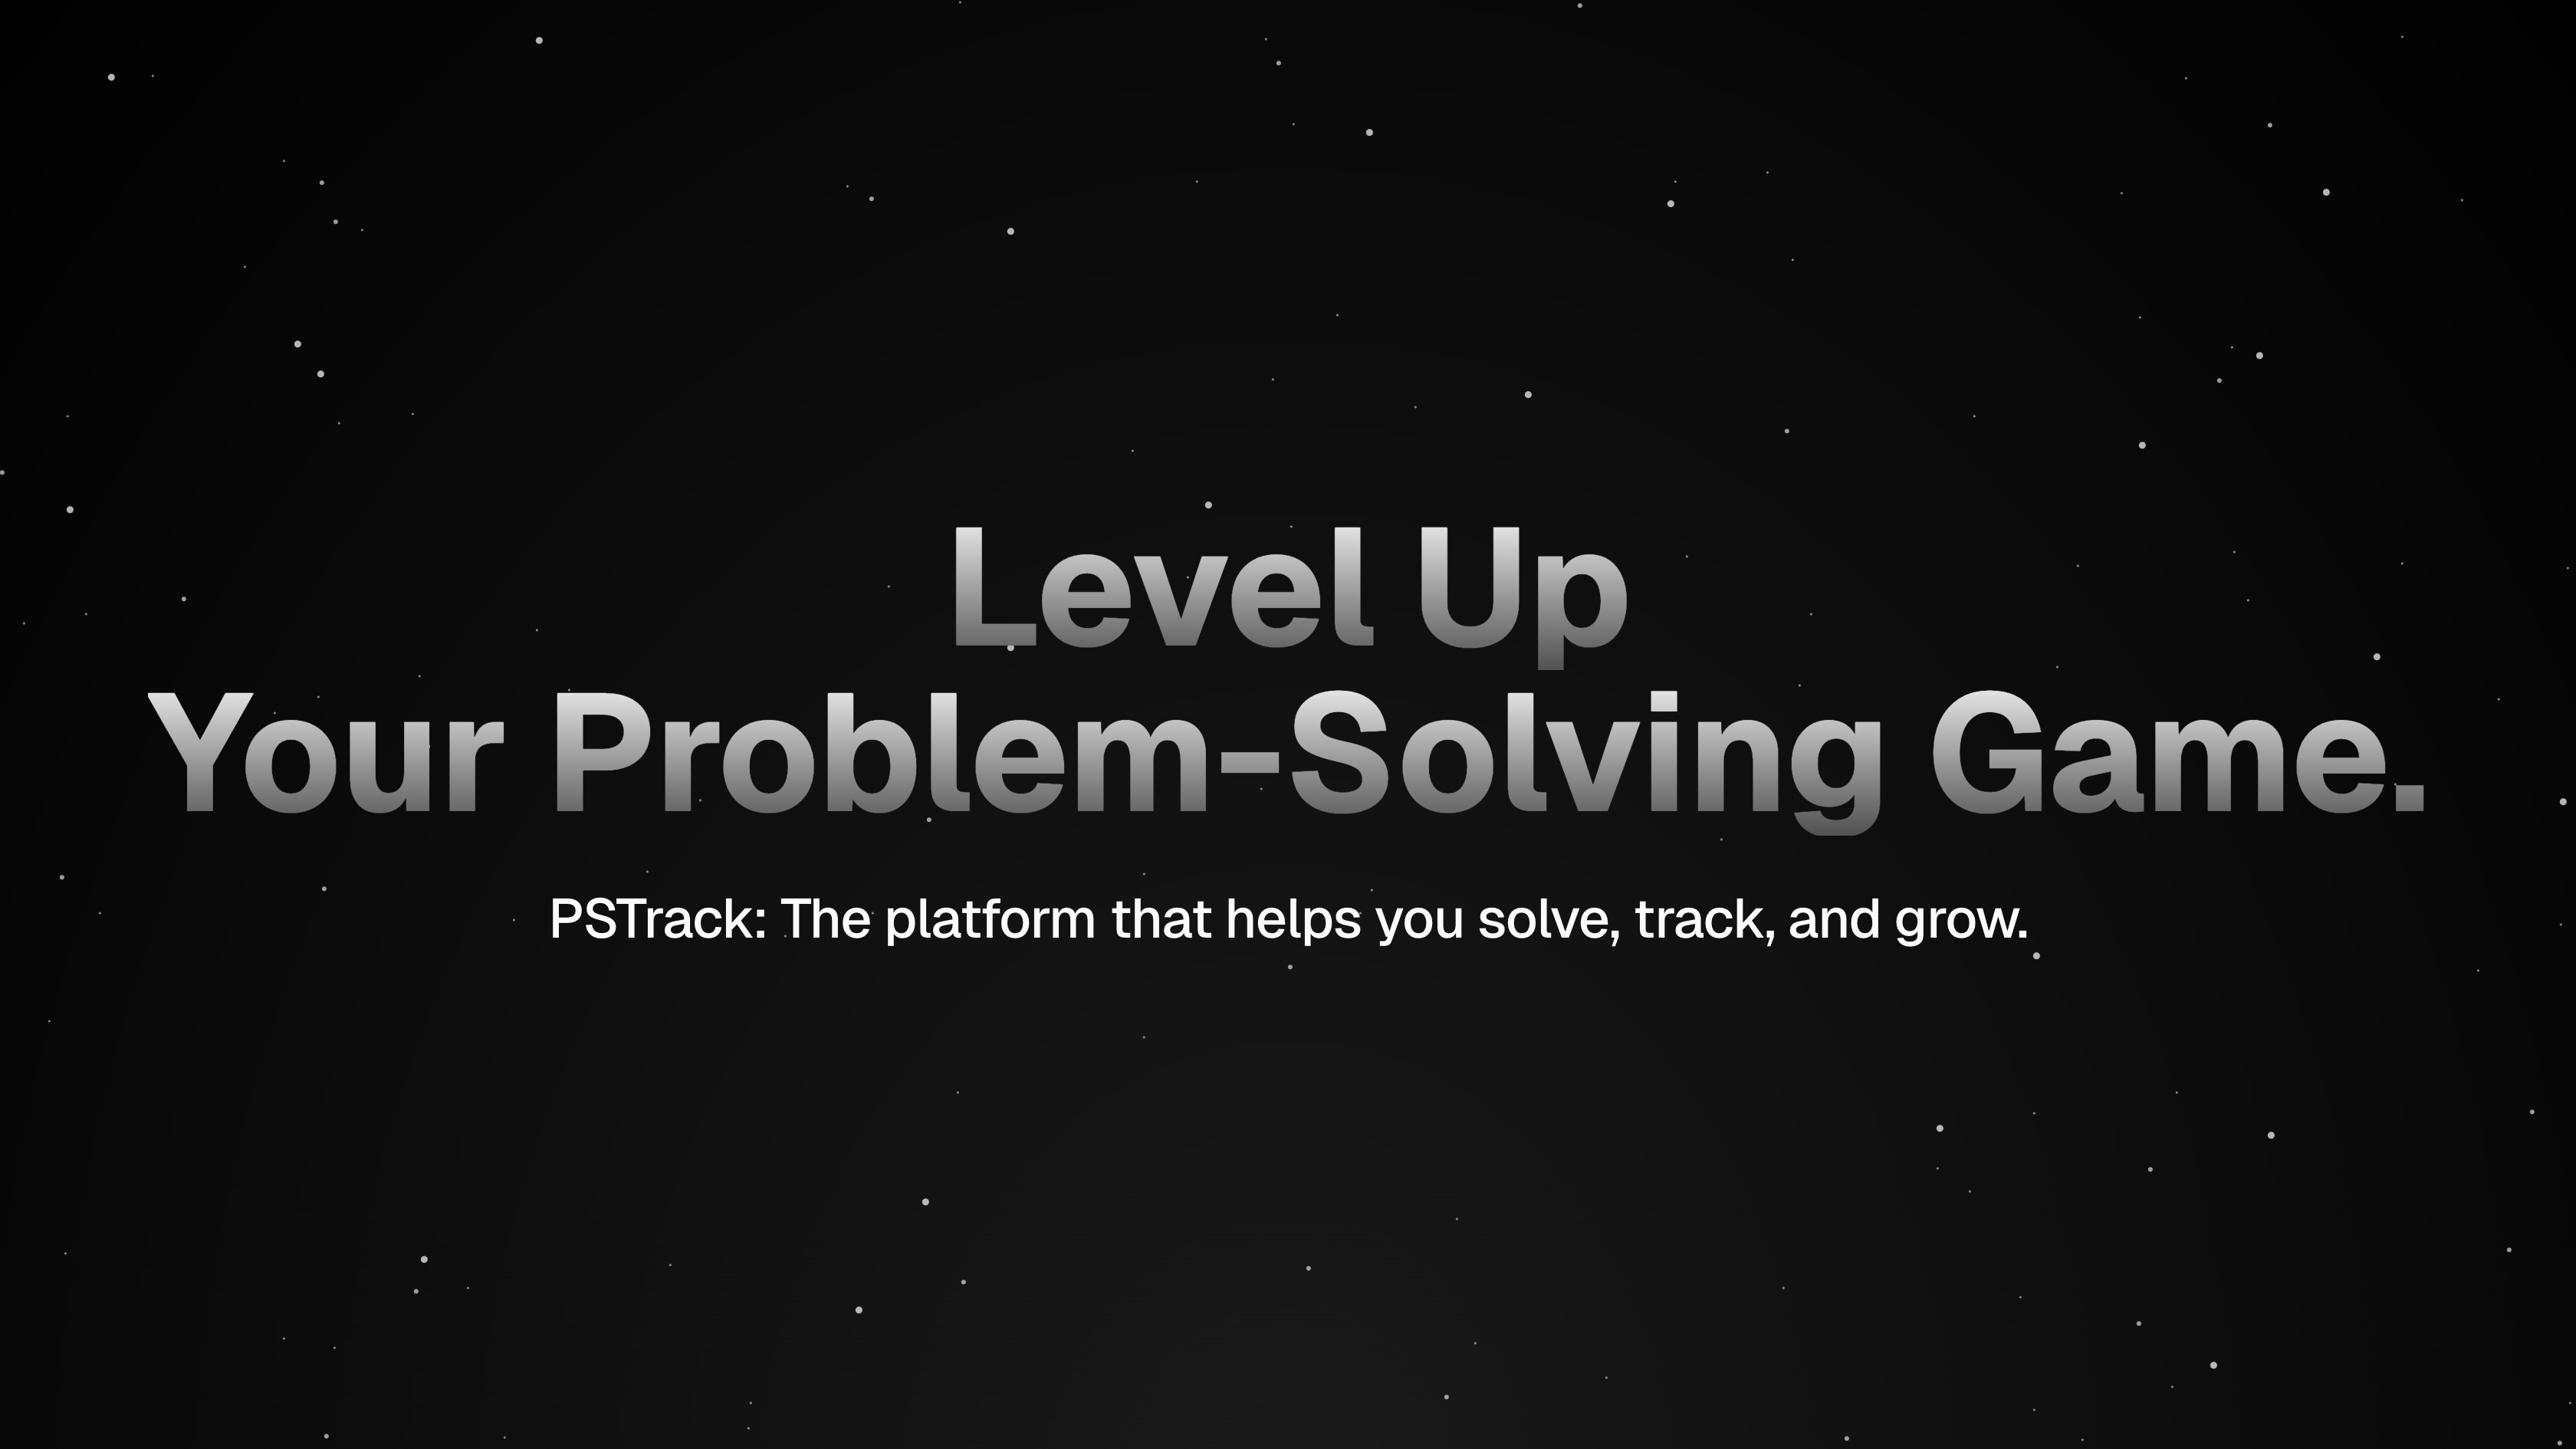 Level Up
Your Problem-Solving Game.
PSTrack: The platform that helps you solve, track, and grow.